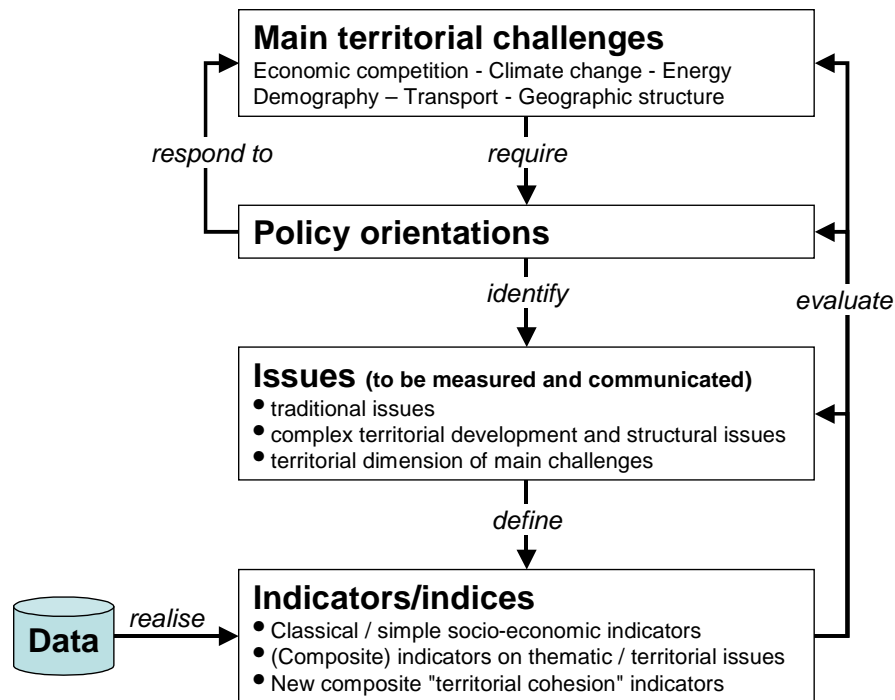 Main territorial challenges
Economic competition - Climate change - Energy
Demography – Transport - Geographic structure
respond to
require
Policy orientations
identify
evaluate
Issues (to be measured and communicated)
• traditional issues
• complex territorial development and structural issues
• territorial dimension of main challenges
define
Indicators/indices
• Classical / simple socio-economic indicators
• (Composite) indicators on thematic / territorial issues
• New composite "territorial cohesion" indicators
realise
Data